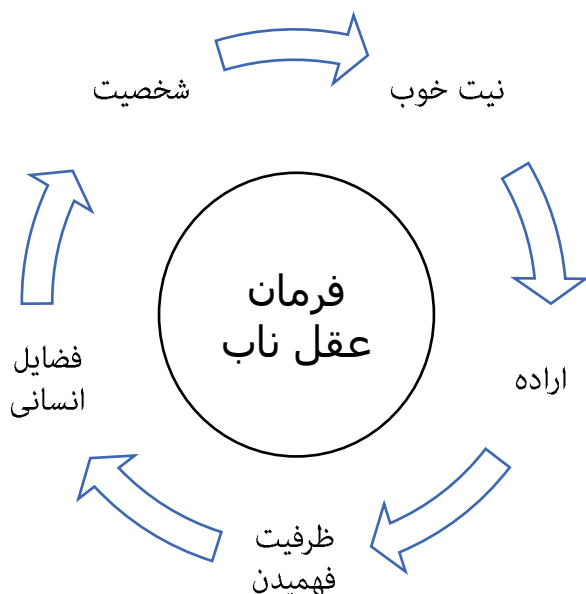 شخصیت
نیت خوب
اراده
ظرفیت
فهمیدن
فضایل
انسانی
فرمان
عقل ناب